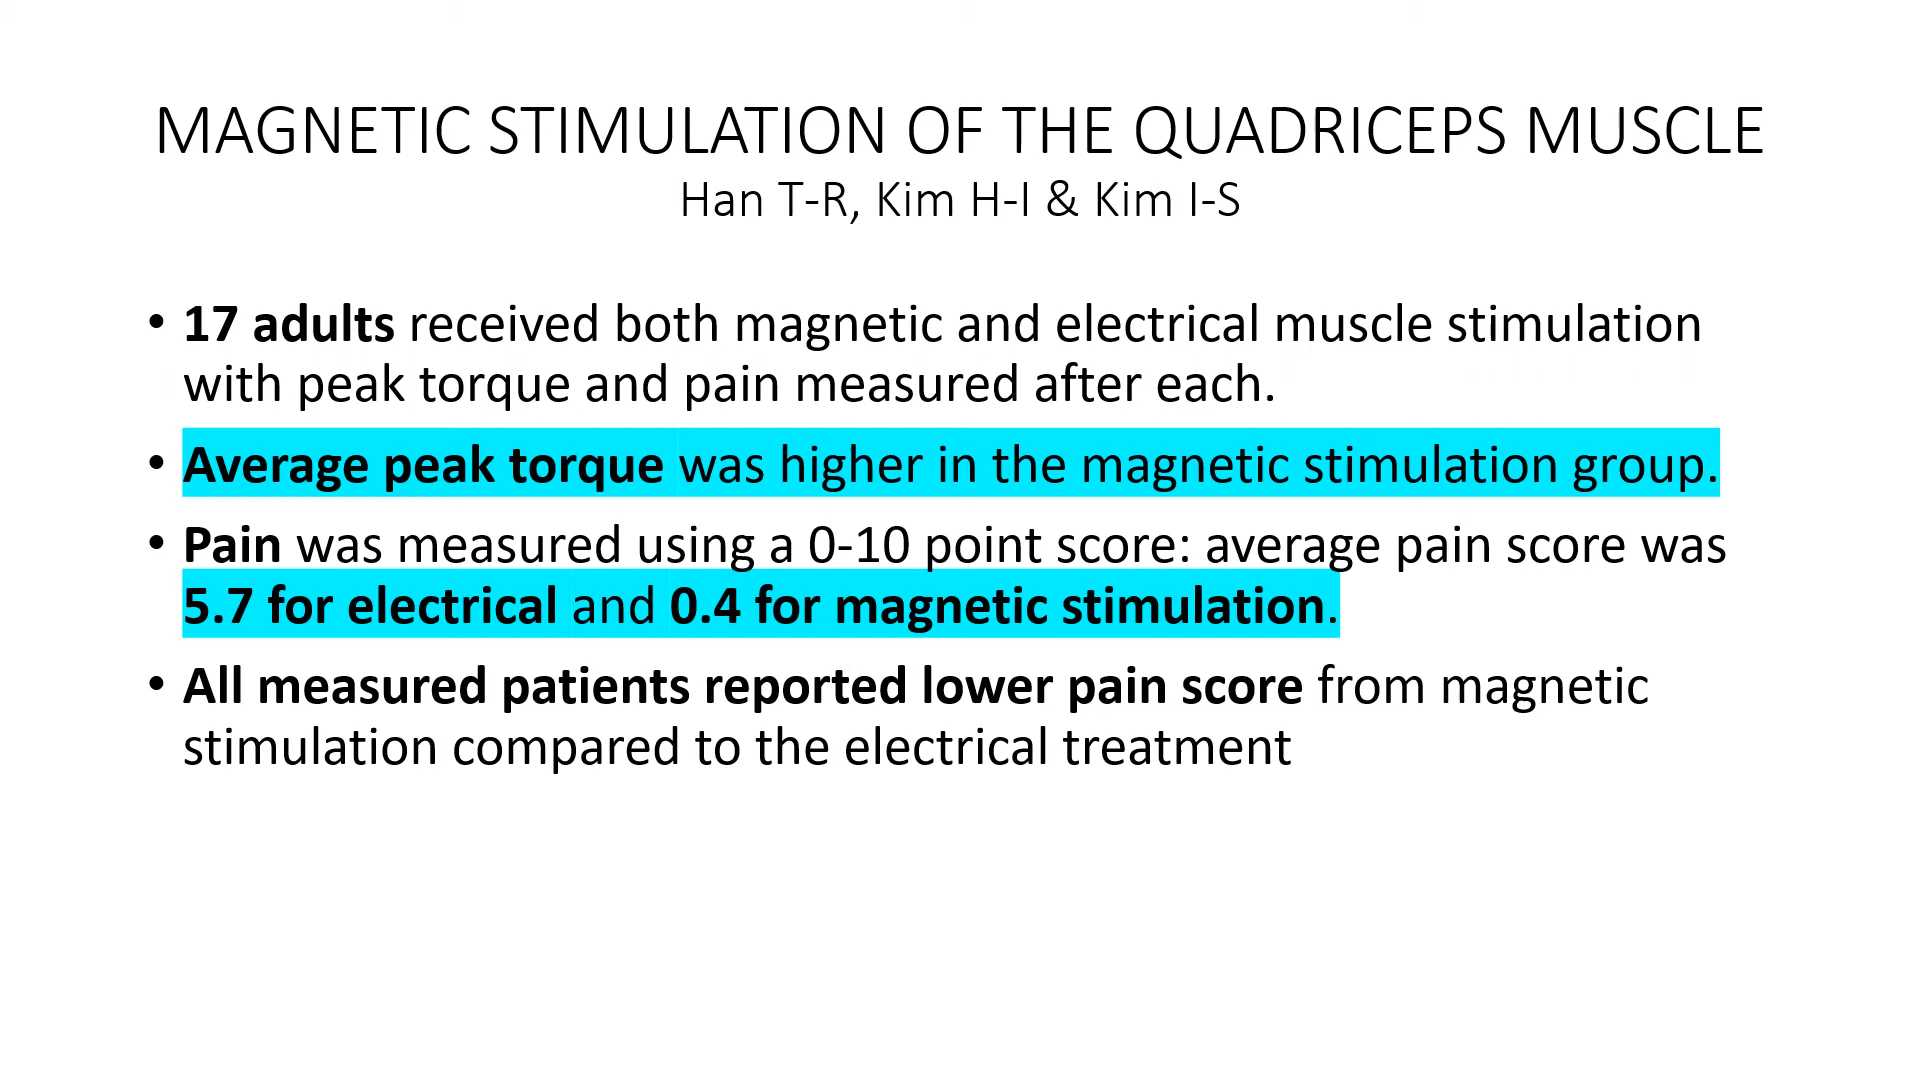 MAGNETIC STIMULATION OF THE QUADRICEPS MUSCLE
Han T-R, Kim H-I & Kim I-S
• 17 adults received both magnetic and electrical muscle stimulation
with peak torque and pain measured after each.
• Average peak torque was higher in the magnetic stimulation group.
• Pain was measured using a 0-10 point score: average pain score was
5.7 for electrical and 0.4 for magnetic stimulation.
• All measured patients reported lower pain score from magnetic
stimulation compared to the electrical treatment